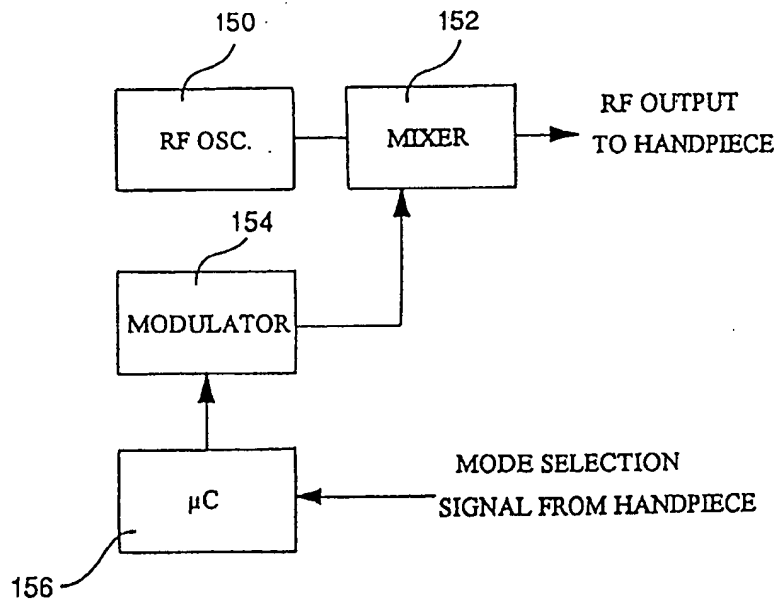 150
152
RF OSC.
MIXER
RF OUTPUT
TO HANDPIECE
154
MODULATOR
µC
MODE SELECTION
SIGNAL FROM HANDPIECE
156